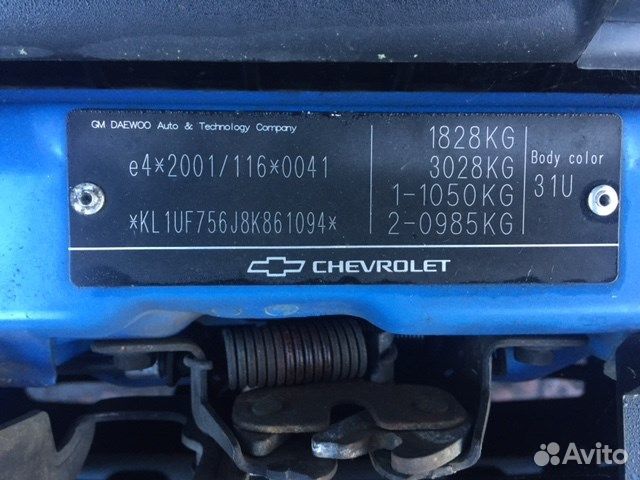 GM DAEWOO Auto & Technology Company
e4*2001/116*0041
*KL1UF756J8K861094*
1828KG
3028KG
1-1050KG
2-0985KG
Body color
31U
CHEVROLET
Avito